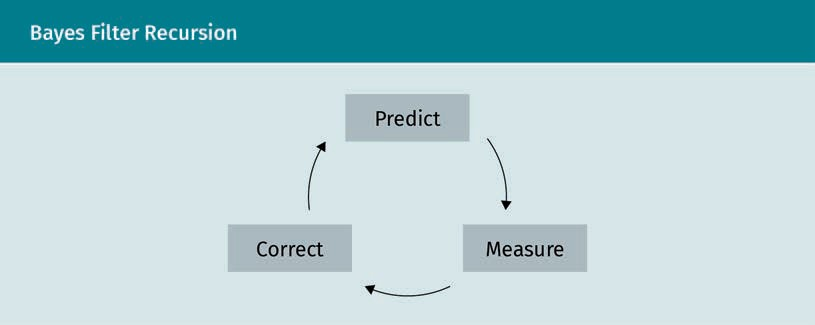 Bayes Filter Recursion
Predict
Correct
Measure